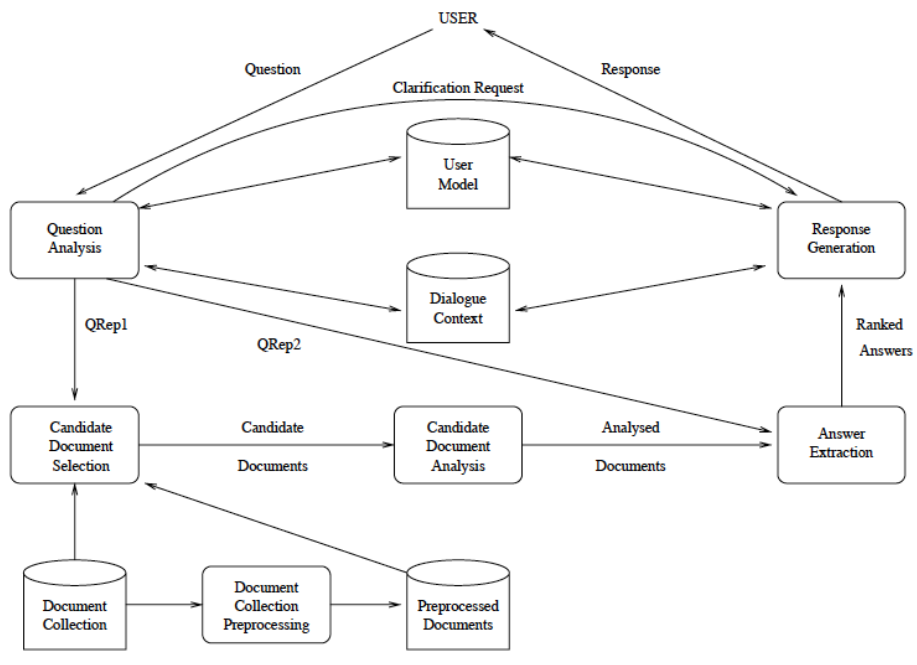 USER
Question
Response
Clarification Request
User
Model
Question
Analysis
Response
Generation
Dialogue
Context
QRep1
QRep2
Ranked
Answers
Candidate
Document
Selection
Candidate
Documents
Candidate
Document
Analysis
Analysed
Documents
Answer
Extraction
Document
Collection
Document
Collection
Preprocessing
Preprocessed
Documents